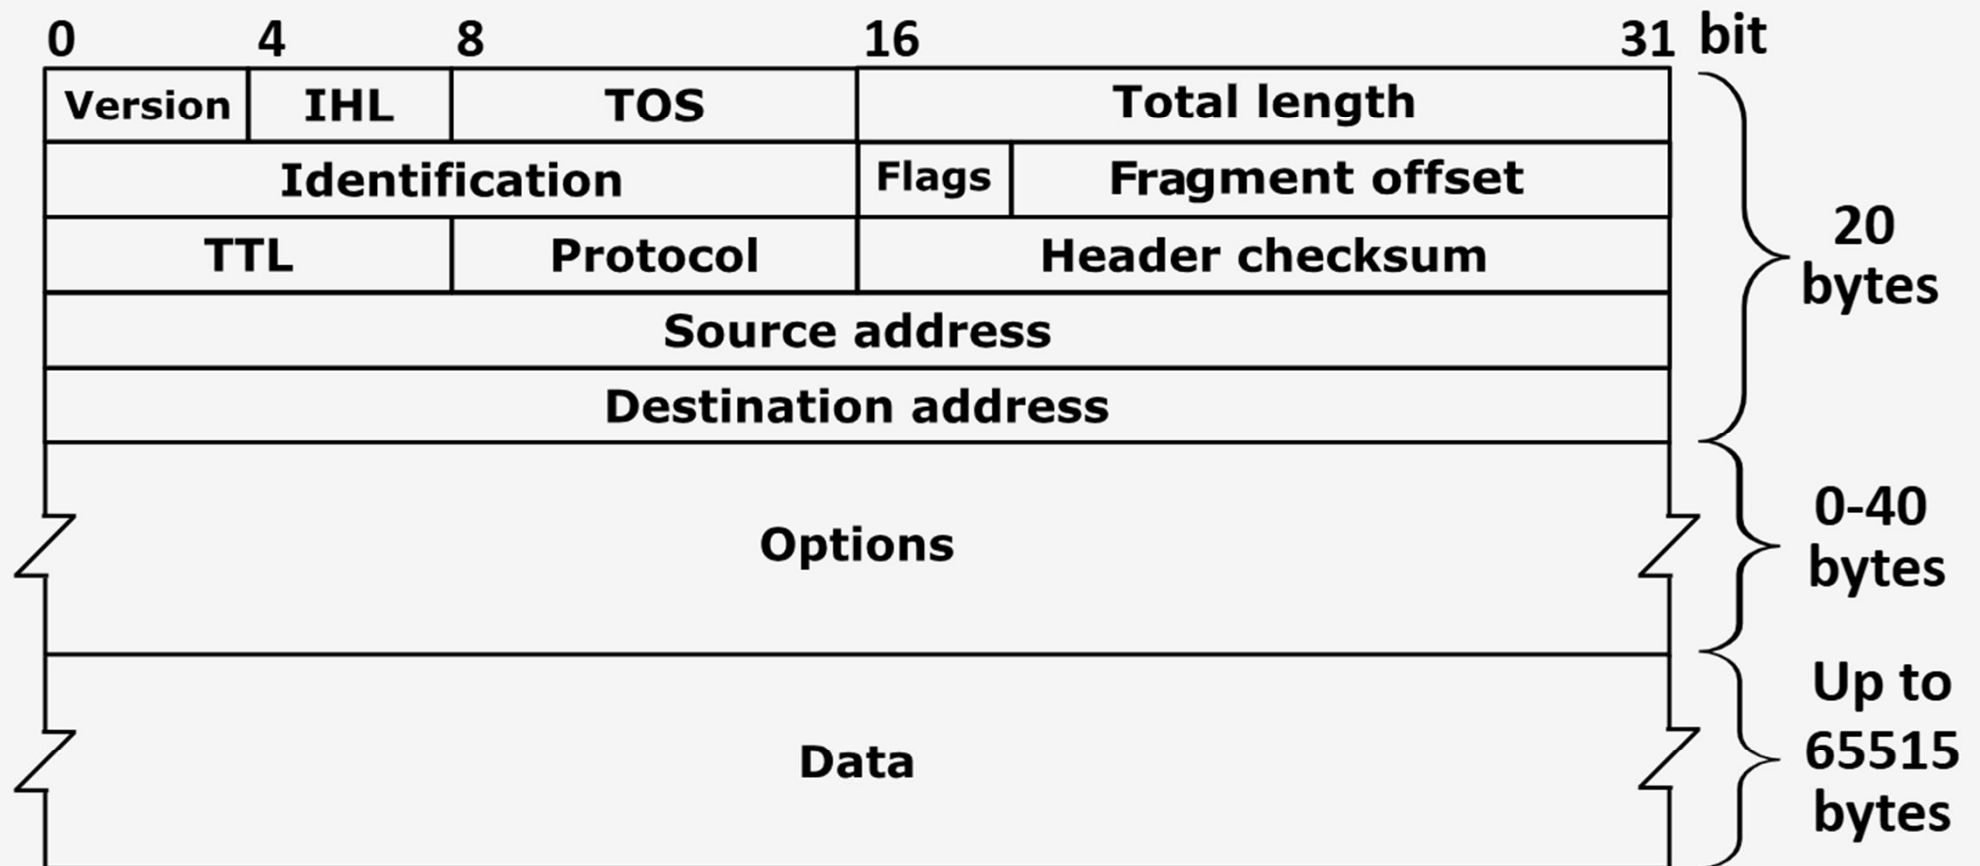 0 4 8 16 31 bit
Version IHL TOS Total length
Identification Flags Fragment offset
TTL Protocol Header checksum
Source address
Destination address
20
bytes
Options
0-40
bytes
Data
Up to
65515
bytes